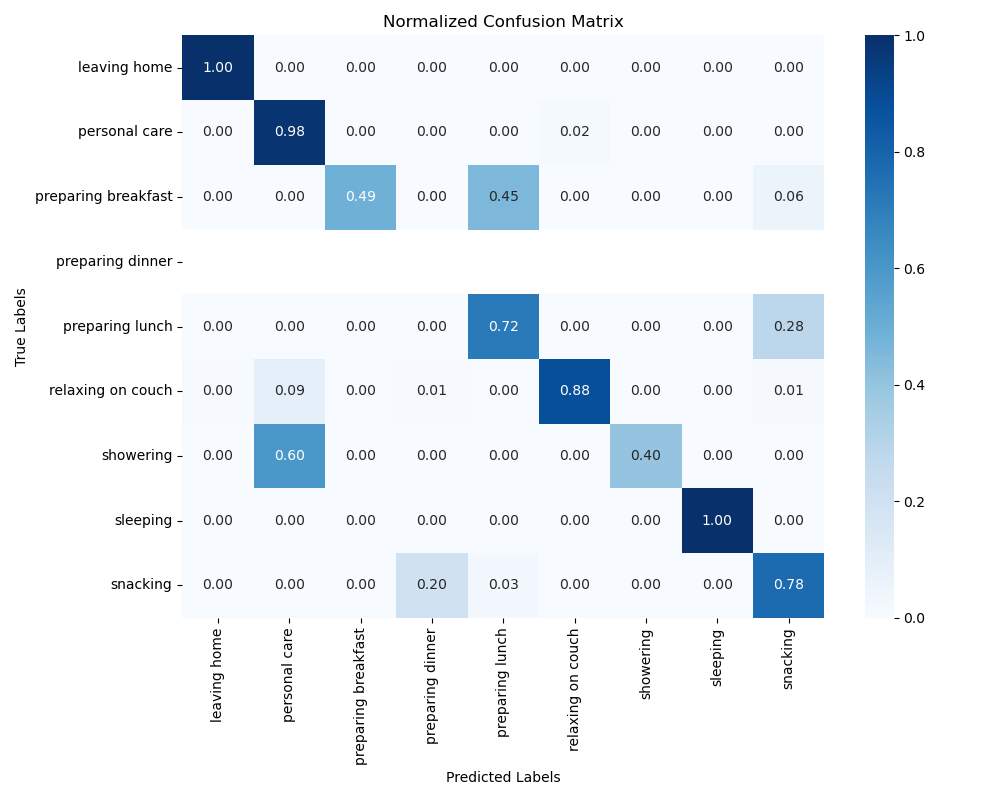 Normalized Confusion Matrix
leaving home 1.00 0.00 0.00 0.00 0.00 0.00 0.00 0.00 0.00
personal care 0.00 0.98 0.00 0.00 0.00 0.02 0.00 0.00 0.00
preparing breakfast 0.00 0.00 0.49 0.00 0.45 0.00 0.00 0.00 0.06
preparing dinner
preparing lunch 0.00 0.00 0.00 0.00 0.72 0.00 0.00 0.00 0.28
relaxing on couch 0.00 0.09 0.00 0.01 0.00 0.88 0.00 0.00 0.01
showering 0.00 0.60 0.00 0.00 0.00 0.00 0.40 0.00 0.00
sleeping 0.00 0.00 0.00 0.00 0.00 0.00 0.00 1.00 0.00
snacking 0.00 0.00 0.00 0.20 0.03 0.00 0.00 0.00 0.78
True Labels
leaving home
personal care
preparing breakfast
preparing dinner
preparing lunch
relaxing on couch
showering
sleeping
snacking
Predicted Labels
1.0
0.8
0.6
0.4
0.2
0.0